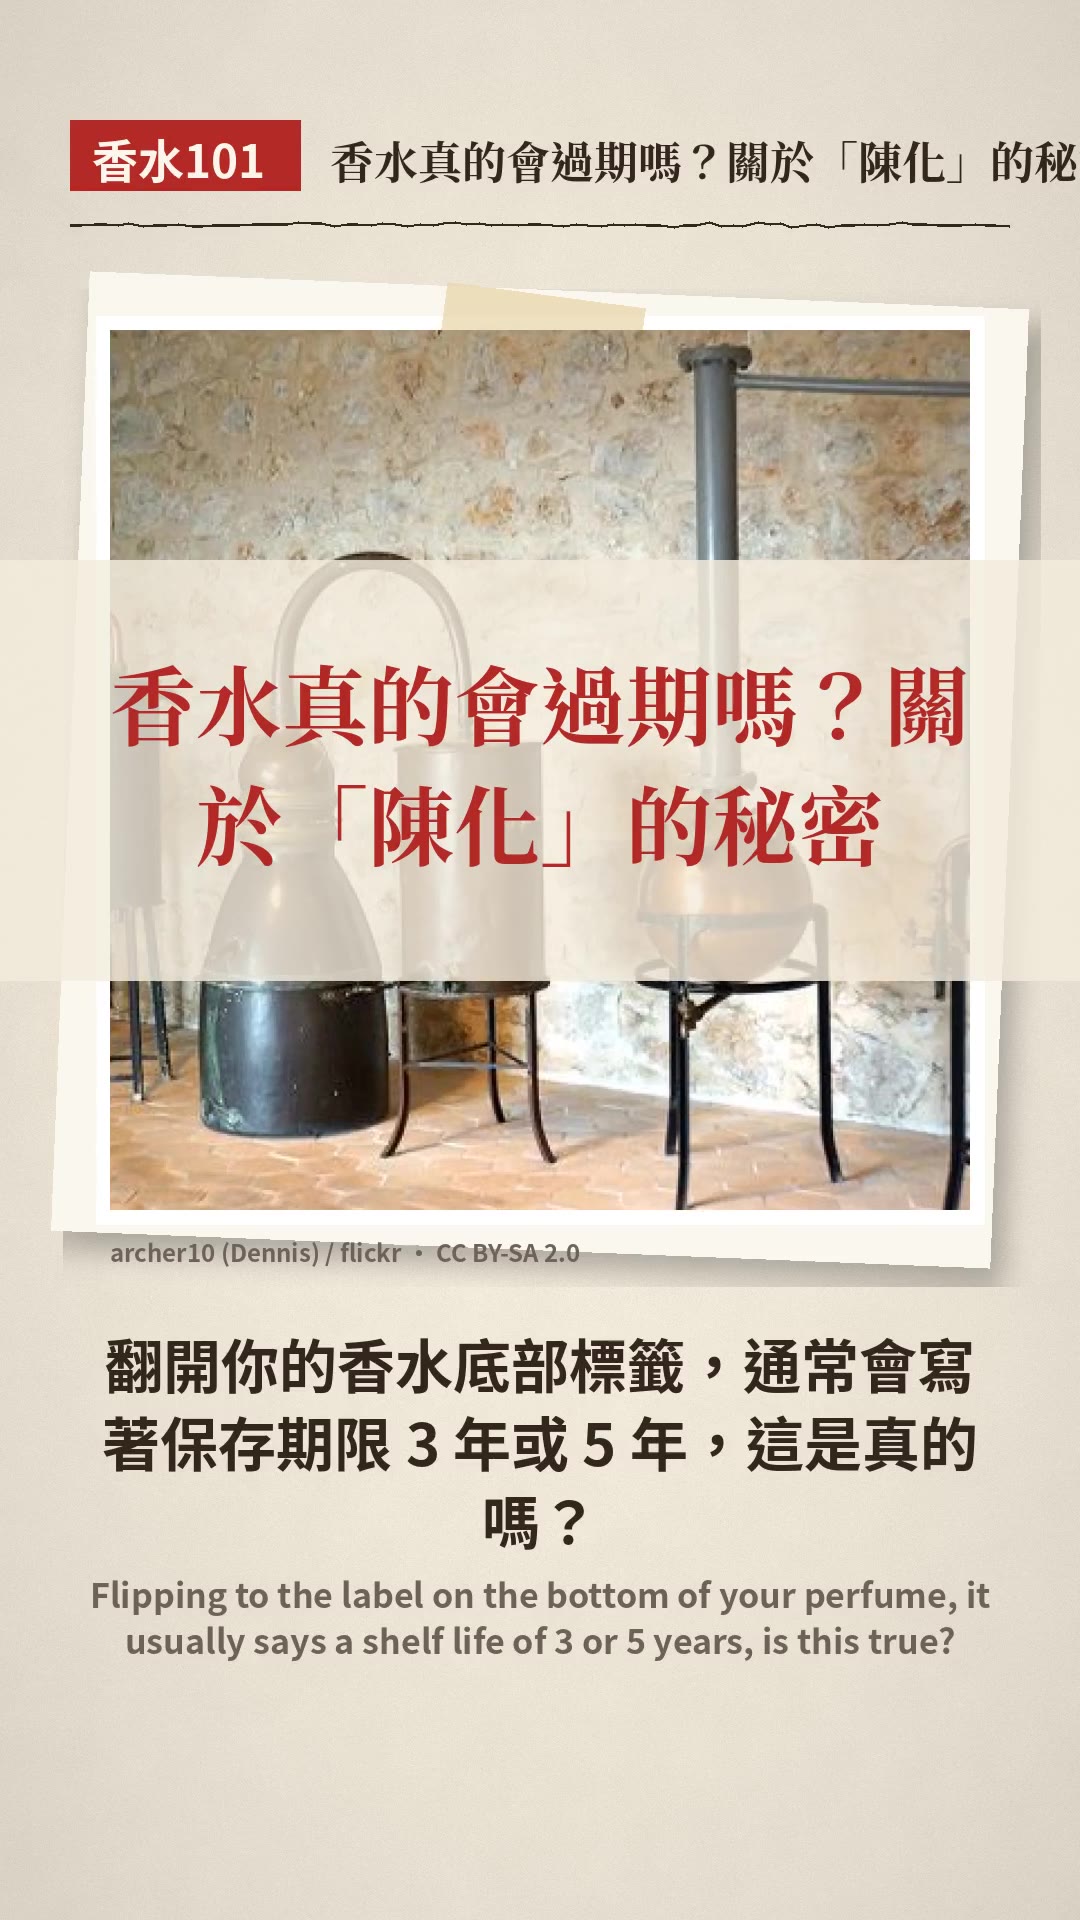 香水101
香水真的會過期嗎？關於「陳化」的秘
香水真的會過期嗎？關
於「陳化」的秘密
archer10 (Dennis) / flickr ・ CC BY-SA 2.0
翻開你的香水底部標籤，通常會寫
著保存期限 3 年或 5 年，這是真的
嗎？
Flipping to the label on the bottom of your perfume, it
usually says a shelf life of 3 or 5 years, is this true?